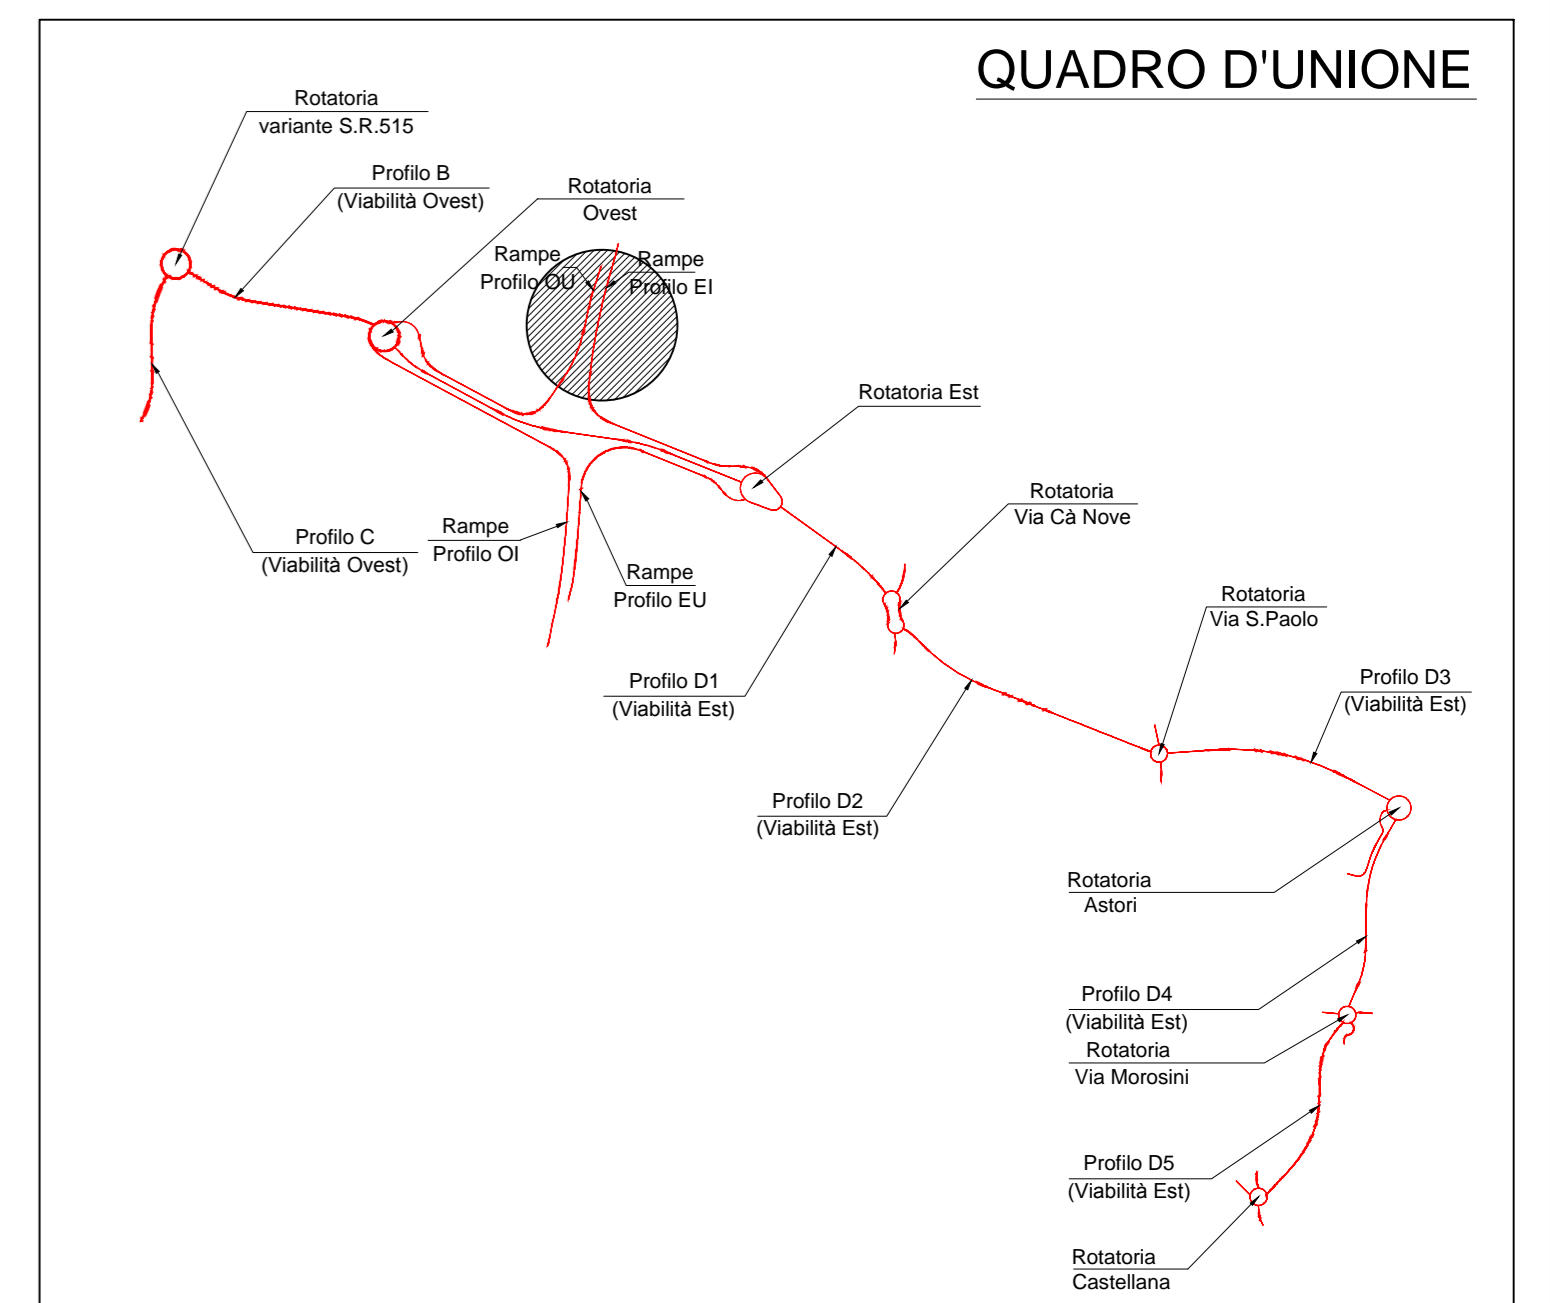 QUADRO D'UNIONE
Rotatoria
variante S.R.515
Profilo B
(Viabilità Ovest)
Rotatoria
Ovest
Rampe
Profilo OU
Rampe
Profilo EI
Rotatoria Est
Rotatoria
Via Cà Nove
Profilo C
(Viabilità Ovest)
Rampe
Profilo OI
Rampe
Profilo EU
Rotatoria
Via S.Paolo
Profilo D1
(Viabilità Est)
Profilo D3
(Viabilità Est)
Profilo D2
(Viabilità Est)
Rotatoria
Astori
Profilo D4
(Viabilità Est)
Rotatoria
Via Morosini
Profilo D5
(Viabilità Est)
Rotatoria
Castellana